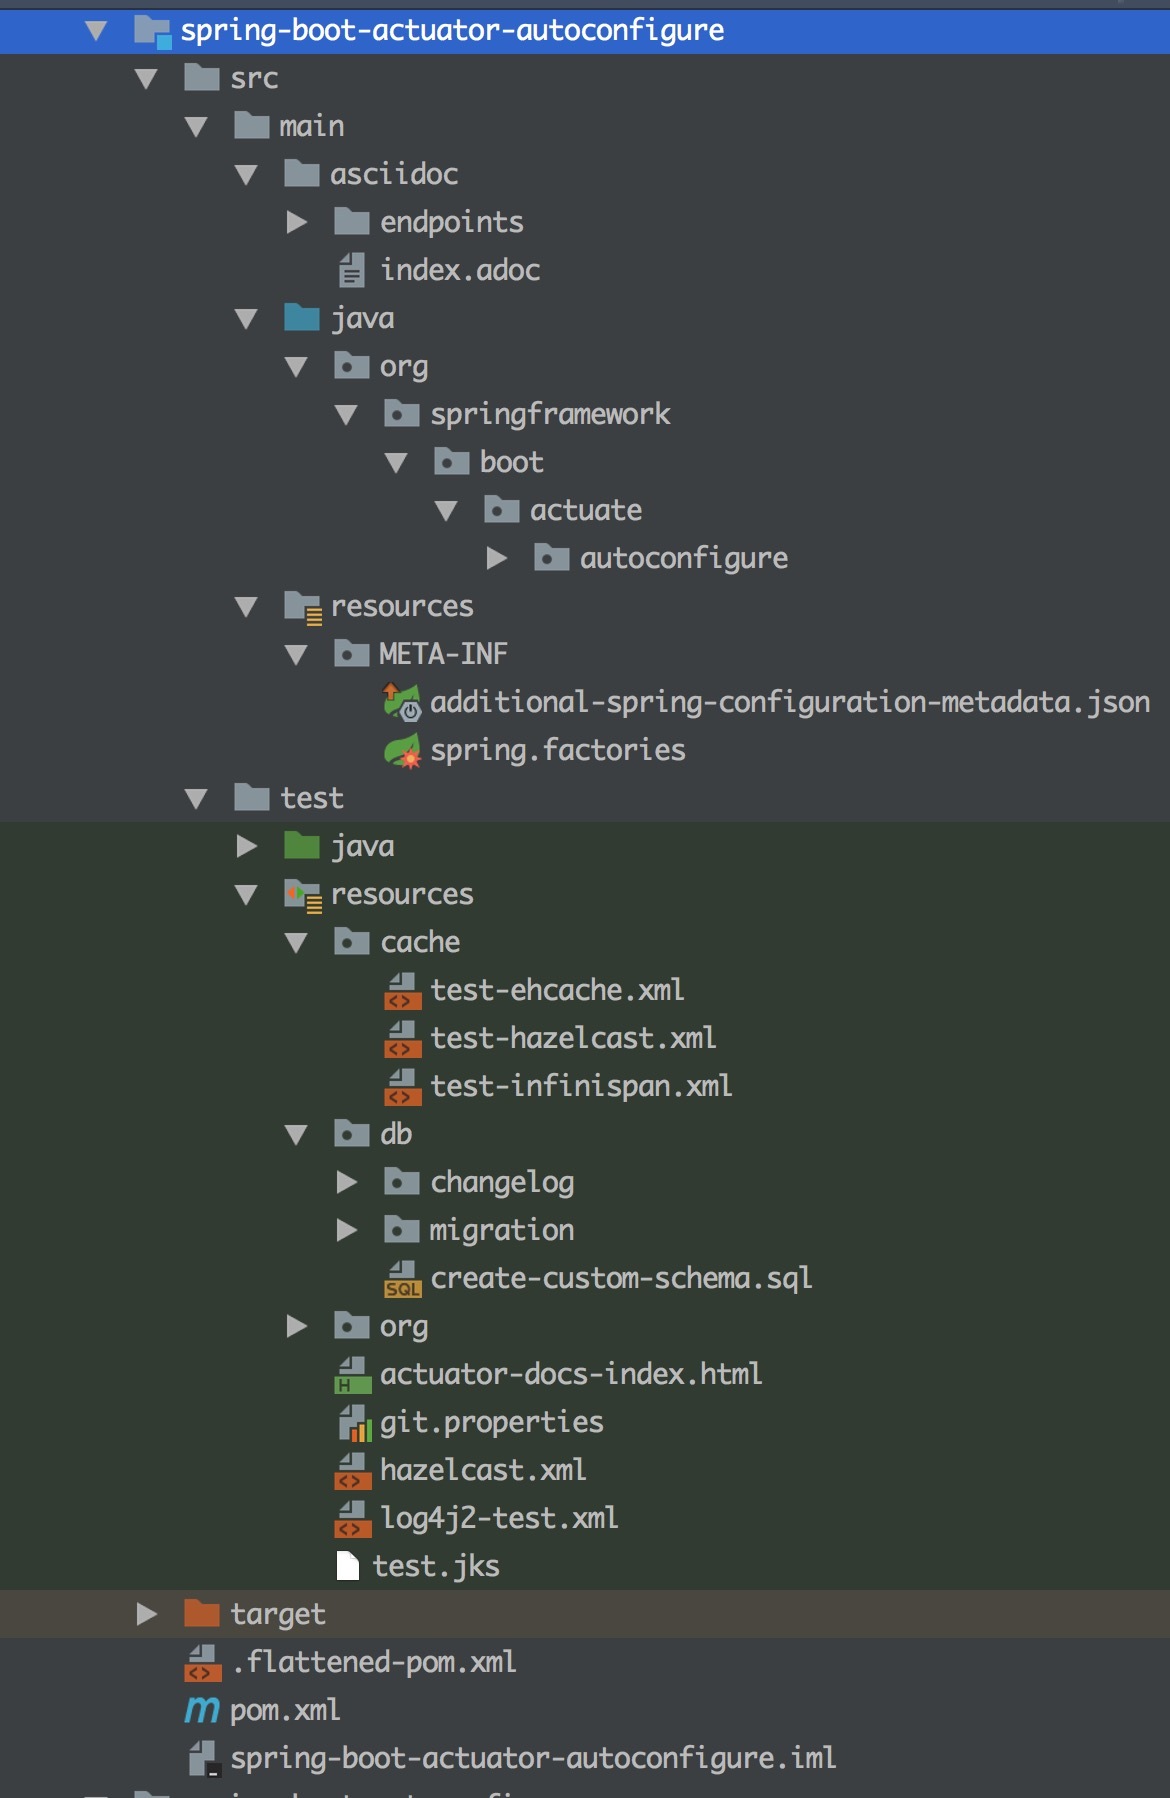 spring-boot-actuator-autoconfigure
src
main
asciidoc
endpoints
index.adoc
java
org
springframework
boot
actuate
autoconfigure
resources
META-INF
additional-spring-configuration-metadata.json
spring.factories
test
java
resources
cache
test-ehcache.xml
test-hazelcast.xml
test-infinispan.xml
db
changelog
migration
SQL create-custom-schema.sql
org
H actuator-docs-index.html
git.properties
hazelcast.xml
log4j2-test.xml
test.jks
target
.flattened-pom.xml
m pom.xml
spring-boot-actuator-autoconfigure.iml